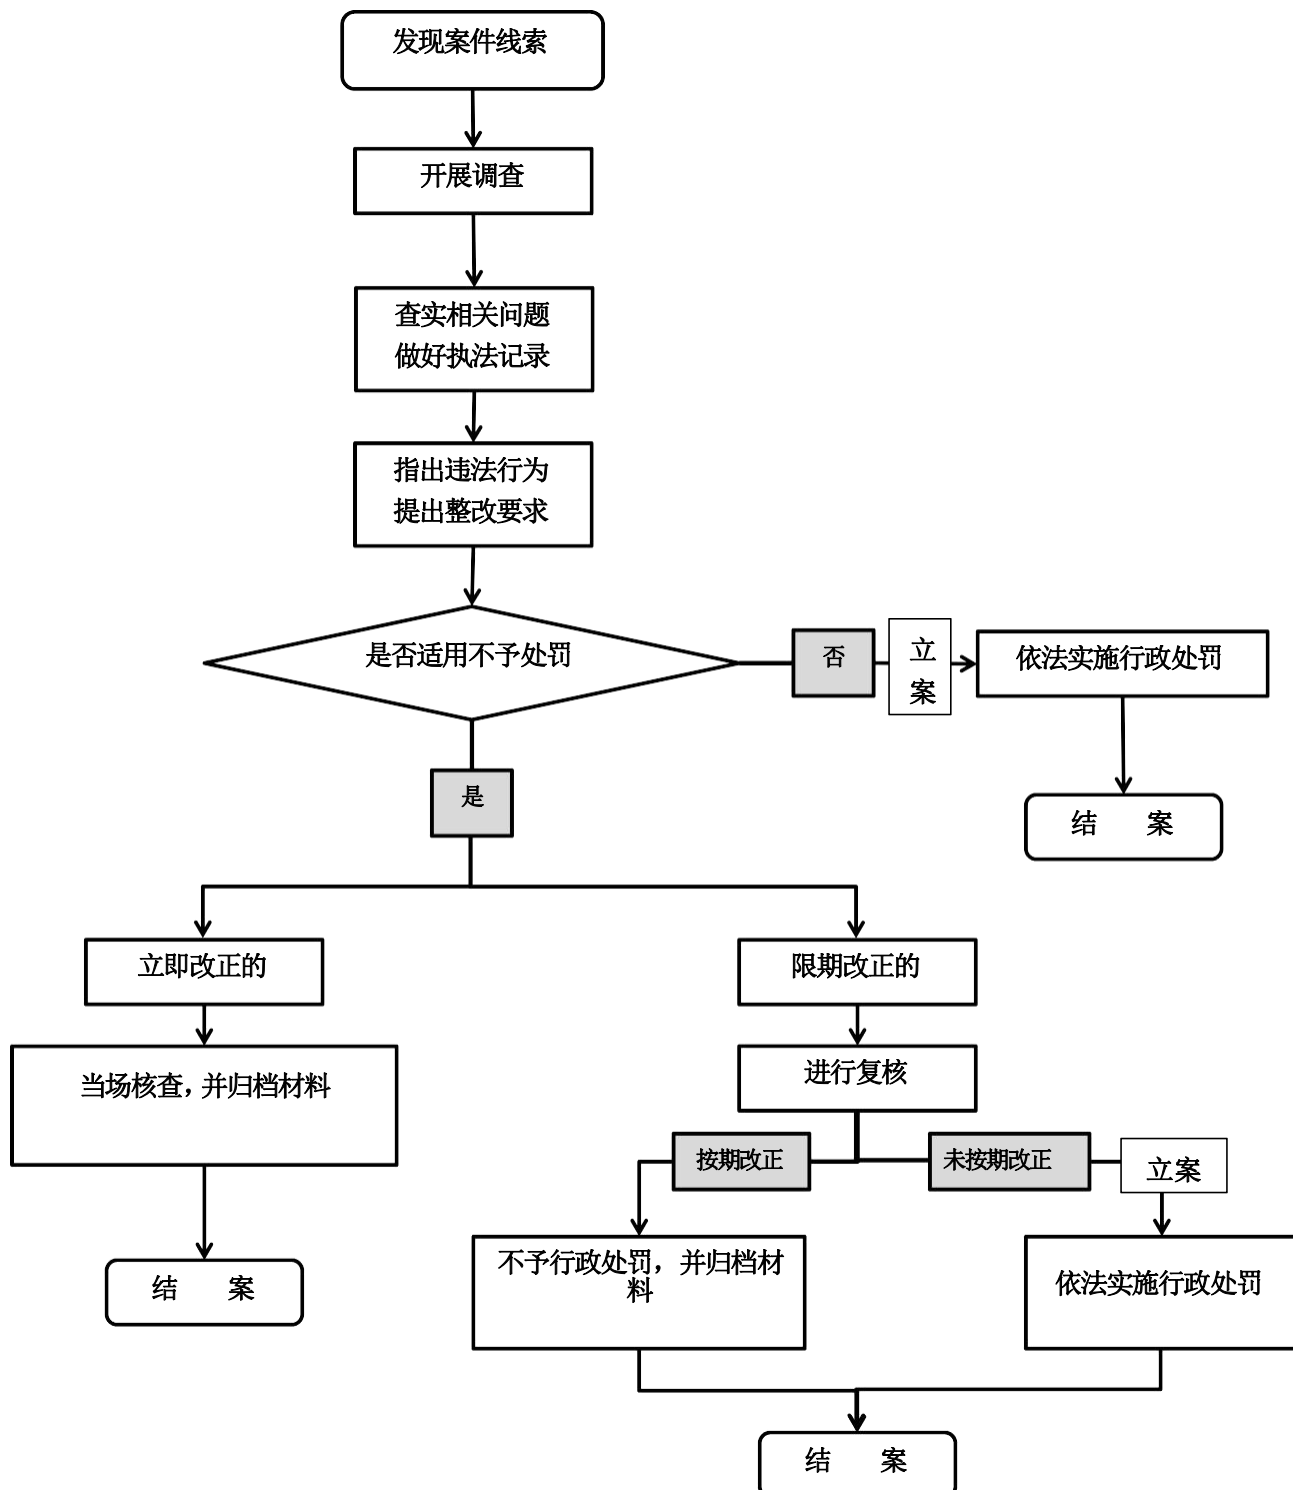 发现案件线索
开展调查
查实相关问题
做好执法记录
指出违法行为
提出整改要求
是否适用不予处罚
否
立
案
依法实施行政处罚
是
结 案
立即改正的
限期改正的
当场核查，并归档材料
进行复核
按期改正
未按期改正
立案
结 案
不予行政处罚，并归档材
料
依法实施行政处罚
结 案